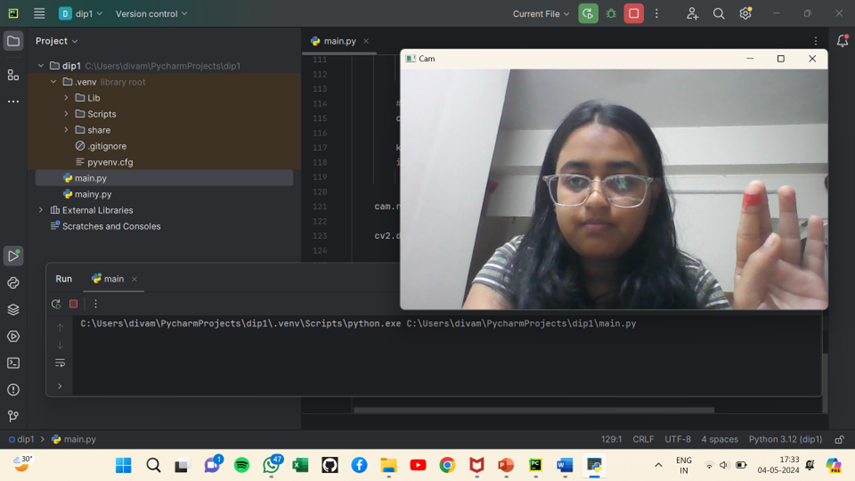 dip1
Version control
Current File
Project
main.py
dip1 C:\Users\divam\PycharmProjects\dip1
.venv library root
Lib
Scripts
share
.gitignore
pyvenv.cfg
main.py
mainy.py
External Libraries
Scratches and Consoles
111
112
113
114 #
115
116
117
118
119
120
121 cam.r
122
123 cv2.d
124
Cam
Run main
C:\Users\divam\PycharmProjects\dip1\.venv\Scripts\python.exe C:\Users\divam\PycharmProjects\dip1\main.py
dip1 main.py
129:1 CRLF UTF-8 4 spaces Python 3.12 (dip1)
30°
1
47
ENG
IN
17:33
04-05-2024